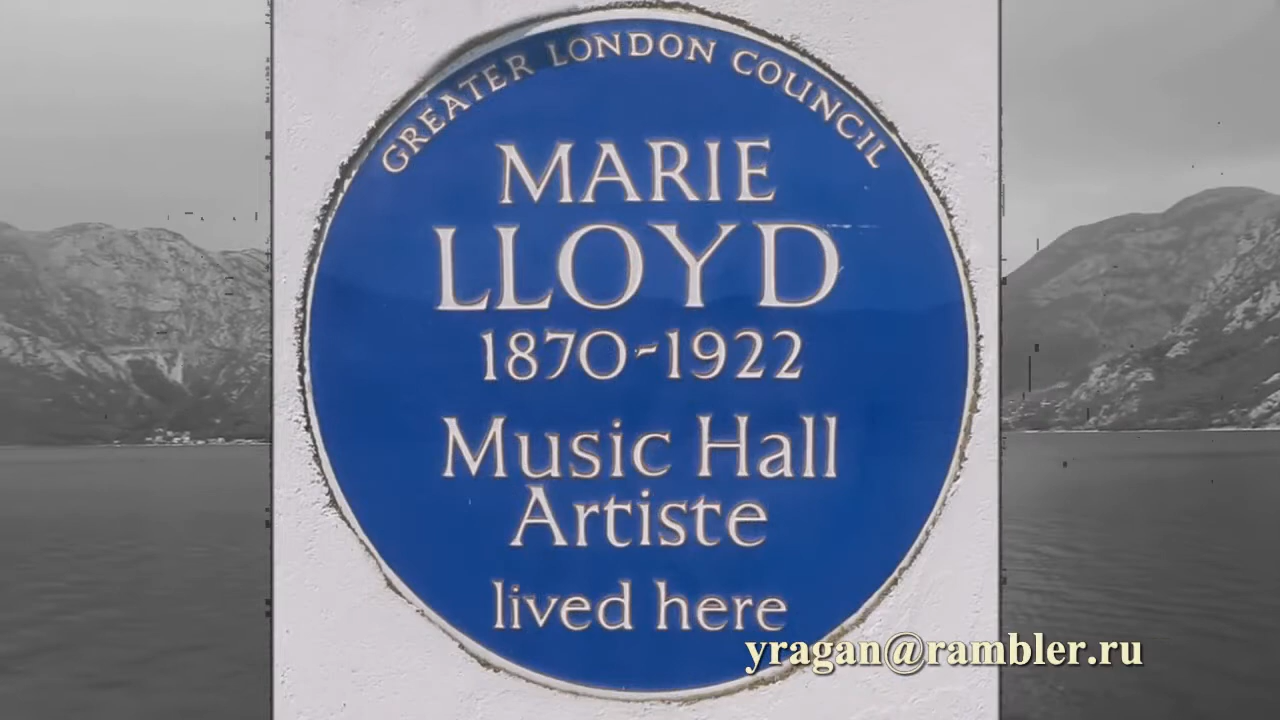 GREATER LONDON COUNCIL
MARIE
LLOYD
1870-1922
Music Hall
Artiste
lived here
yragan@rambler.ru